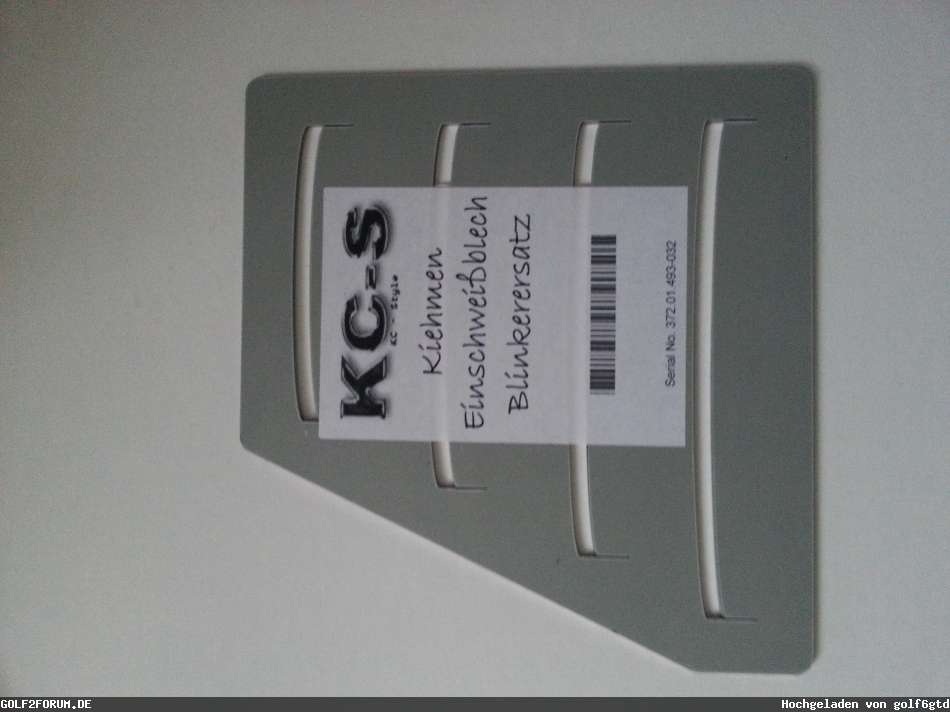 KC-S
KC - Style
Kiehmen
Einschweißblech
Blinkerersatz
Serial No. 372.01.493-032
GOLF2FORUM.DE
Hochgeladen von golf6gtd